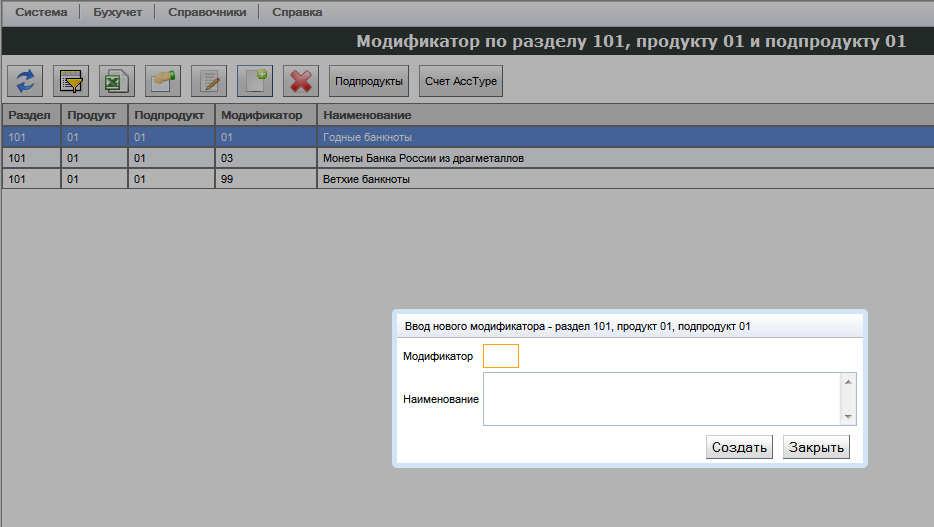 Система Бухучет Справочники Справка
Модификатор по разделу 101, продукту 01 и подпродукту 01
Подпродукты Счет AccType
Раздел Продукт Подпродукт Модификатор Наименование
101 01 01 01 Годные банкноты
101 01 01 03 Монеты Банка России из драгметаллов
101 01 01 99 Ветхие банкноты
Ввод нового модификатора - раздел 101, продукт 01, подпродукт 01
Модификатор
Наименование
Создать Закрыть